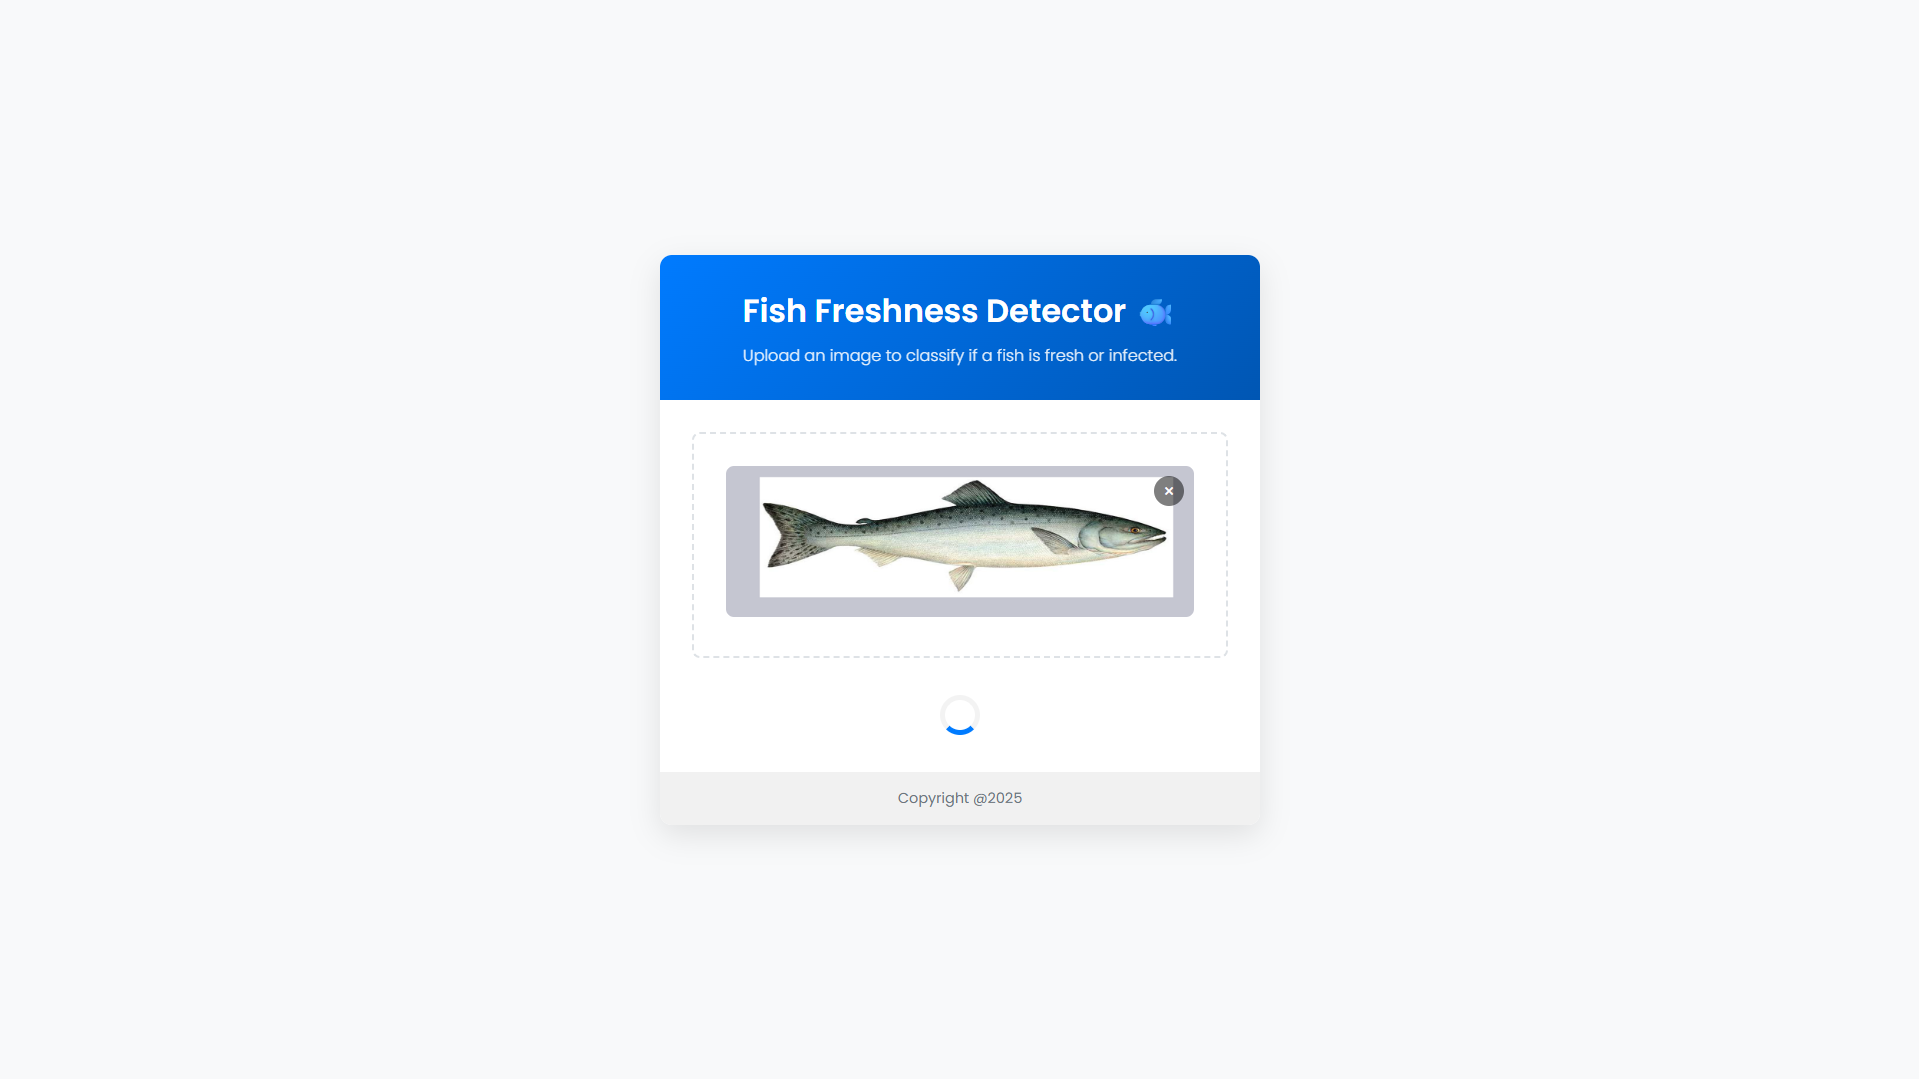 Fish Freshness Detector
Upload an image to classify if a fish is fresh or infected.
×
Copyright @2025